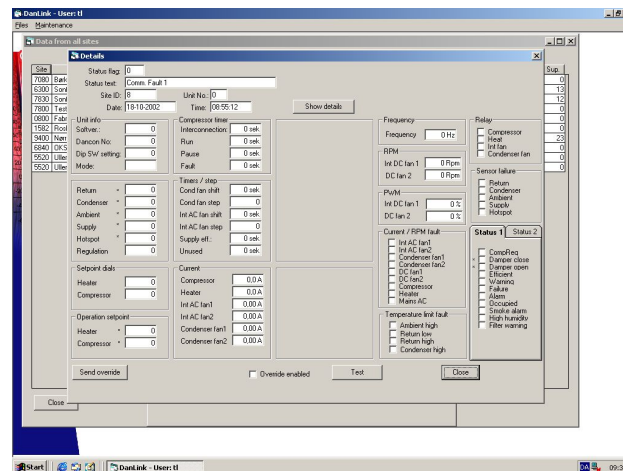 DanLink - User: tl
Files Maintenance
Data from all sites
Details
Site
Sup.
7080
6300
7830
7800 Test
0800
1582
9400
6840
5520
5520
0
13
12
0
0
0
23
0
0
0
Status flag: 0
Status text: Comm. Fault 1
Site ID: 8 Unit No.: 0
Date: 18-10-2002 Time: 08:55:12
Show details
Unit info
Softver.: 0
Dancon No: 0
Dip SW setting: 0
Mode: 0
Return * 0
Condenser * 0
Ambient * 0
Supply * 0
Hotspot * 0
Regulation 0
Setpoint dials
Heater 0
Compressor 0
Operation setpoint
Heater * 0
Compressor * 0
Compressor timer
Interconnection: 0 sek.
Run 0 sek.
Pause 0 sek.
Fault 0 sek.
Timers / step
Cond fan shift 0 sek.
Cond fan step 0
Int AC fan shift 0 sek.
Int AC fan step 0
Supply eff.: 0 sek.
Unused 0 sek.
Current
Compressor 0,0 A
Heater 0,0 A
Int AC fan1 0,00 A
Int AC fan2 0,00 A
Condenser fan1 0,00 A
Condenser fan2 0,00 A
Frequency
Frequency 0 Hz
RPM
Int DC fan 1 0 Rpm
DC fan 2 0 Rpm
PWM
Int DC fan 1 0 %
DC fan 2 0 %
Current / RPM fault
Int AC fan1
Int AC fan2
Condenser fan1
Condenser fan2
DC fan1
DC fan2
Compressor
Heater
Mains AC
Temperature limit fault
Ambient high
Return low
Return high
Condenser high
Relay
Compressor
Heat
Int fan
Condenser fan
Sensor failure
Return
Condenser
Ambient
Supply
Hotspot
Status 1 Status 2
CompReq
* Damper close
* Damper open
Efficient
Warning
Failure
Alarm
Occupied
Smoke alarm
High humidity
Filter warning
Send override
Override enabled
Test
Close
Close
Start
DanLink - User: tl
DA
09:3